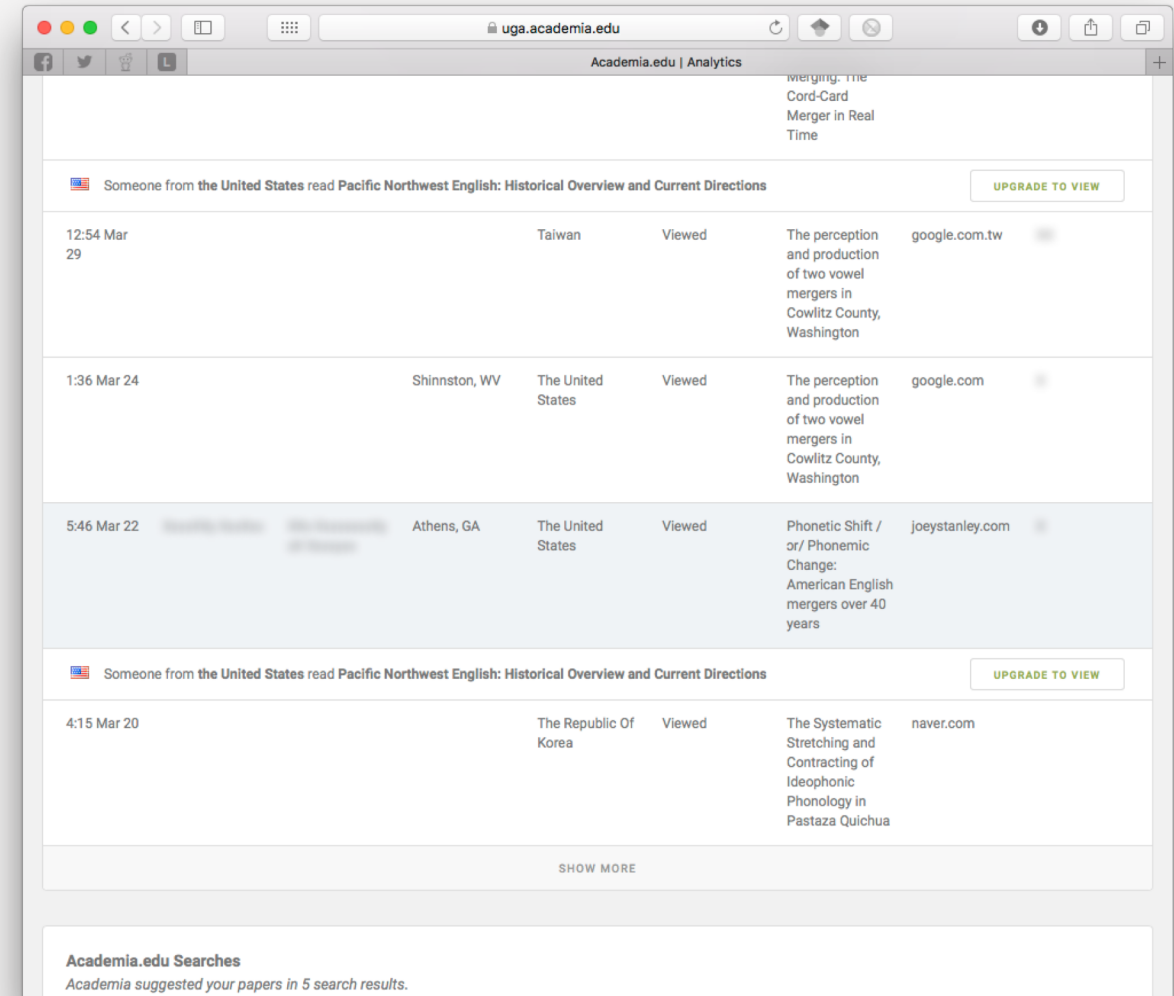 uga.academia.edu
L
Academia.edu | Analytics
Merging: The
Cord-Card
Merger in Real
Time
Someone from the United States read Pacific Northwest English: Historical Overview and Current Directions
UPGRADE TO VIEW
12:54 Mar
29
Taiwan
Viewed
The perception
and production
of two vowel
mergers in
Cowlitz County,
Washington
google.com.tw
1:36 Mar 24
Shinnston, WV
The United
States
Viewed
The perception
and production
of two vowel
mergers in
Cowlitz County,
Washington
google.com
5:46 Mar 22
Athens, GA
The United
States
Viewed
Phonetic Shift /
ɔr/ Phonemic
Change:
American English
mergers over 40
years
joeystanley.com
Someone from the United States read Pacific Northwest English: Historical Overview and Current Directions
UPGRADE TO VIEW
4:15 Mar 20
The Republic Of
Korea
Viewed
The Systematic
Stretching and
Contracting of
Ideophonic
Phonology in
Pastaza Quichua
naver.com
SHOW MORE
Academia.edu Searches
Academia suggested your papers in 5 search results.